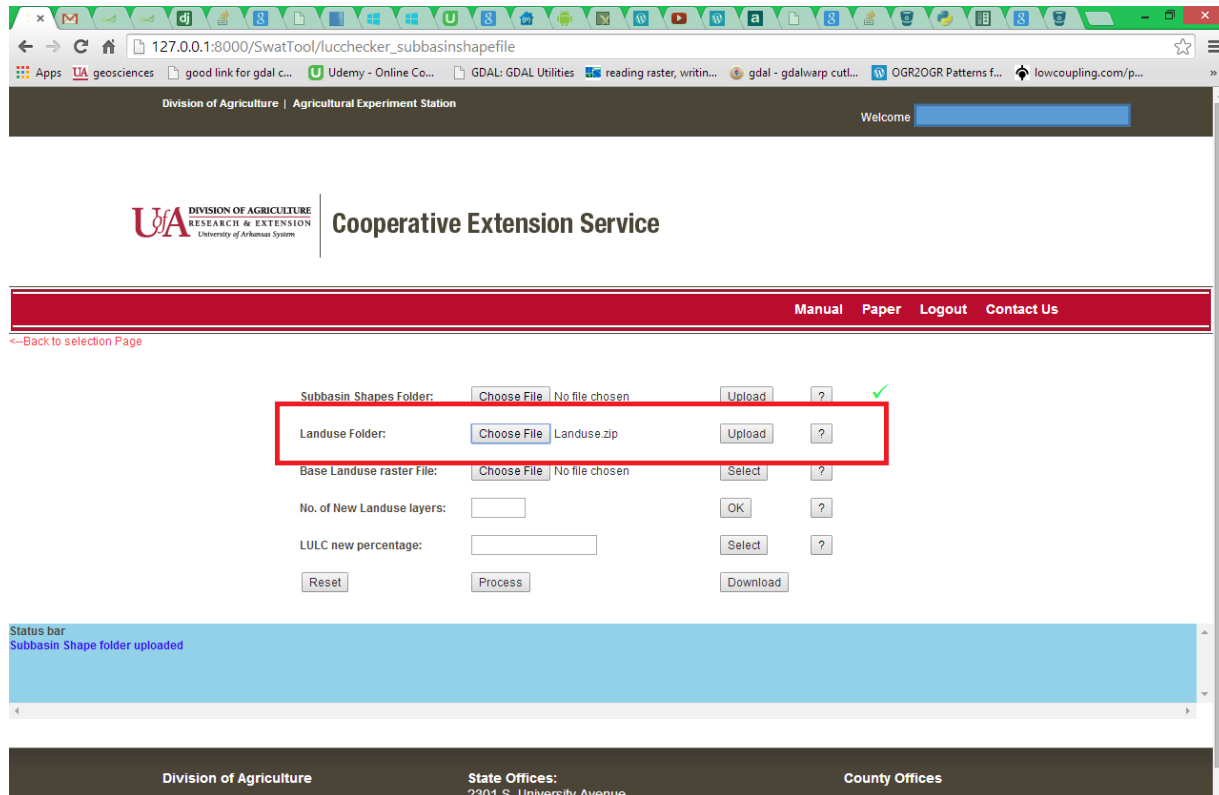 127.0.0.1:8000/SwatTool/lucchecker_subbasinshapefile
Apps UA geosciences good link for gdal c... Udemy - Online Co... GDAL: GDAL Utilities reading raster, writin... gdal - gdalwarp cutl... OGR2OGR Patterns f... lowcoupling.com/p... »
Division of Agriculture | Agricultural Experiment Station
Welcome
UofA DIVISION OF AGRICULTURE
RESEARCH & EXTENSION
University of Arkansas System
Cooperative Extension Service
Manual Paper Logout Contact Us
<--Back to selection Page
Subbasin Shapes Folder: Choose File No file chosen Upload ?
Landuse Folder: Choose File Landuse.zip Upload ?
Base Landuse raster File: Choose File No file chosen Select ?
No. of New Landuse layers: OK ?
LULC new percentage: Select ?
Reset Process Download
Status bar
Subbasin Shape folder uploaded
Division of Agriculture State Offices: County Offices
2301 S. University Avenue